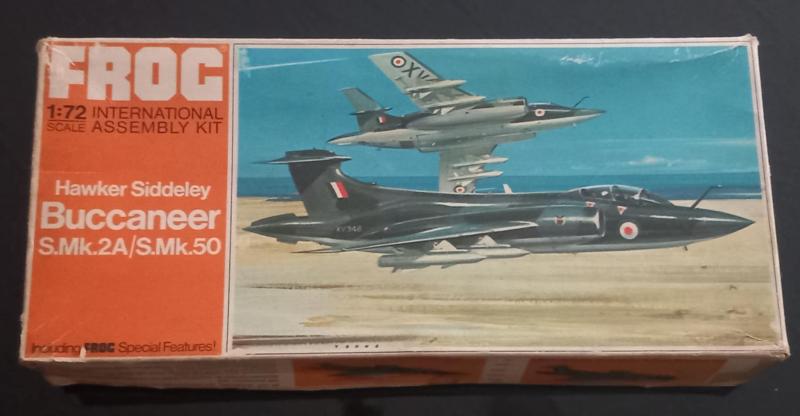 FROG
1:72 INTERNATIONAL
SCALE ASSEMBLY KIT
Hawker Siddeley
Buccaneer
S.Mk.2A/S.Mk.50
Including FROG Special Features!
XV
XV346